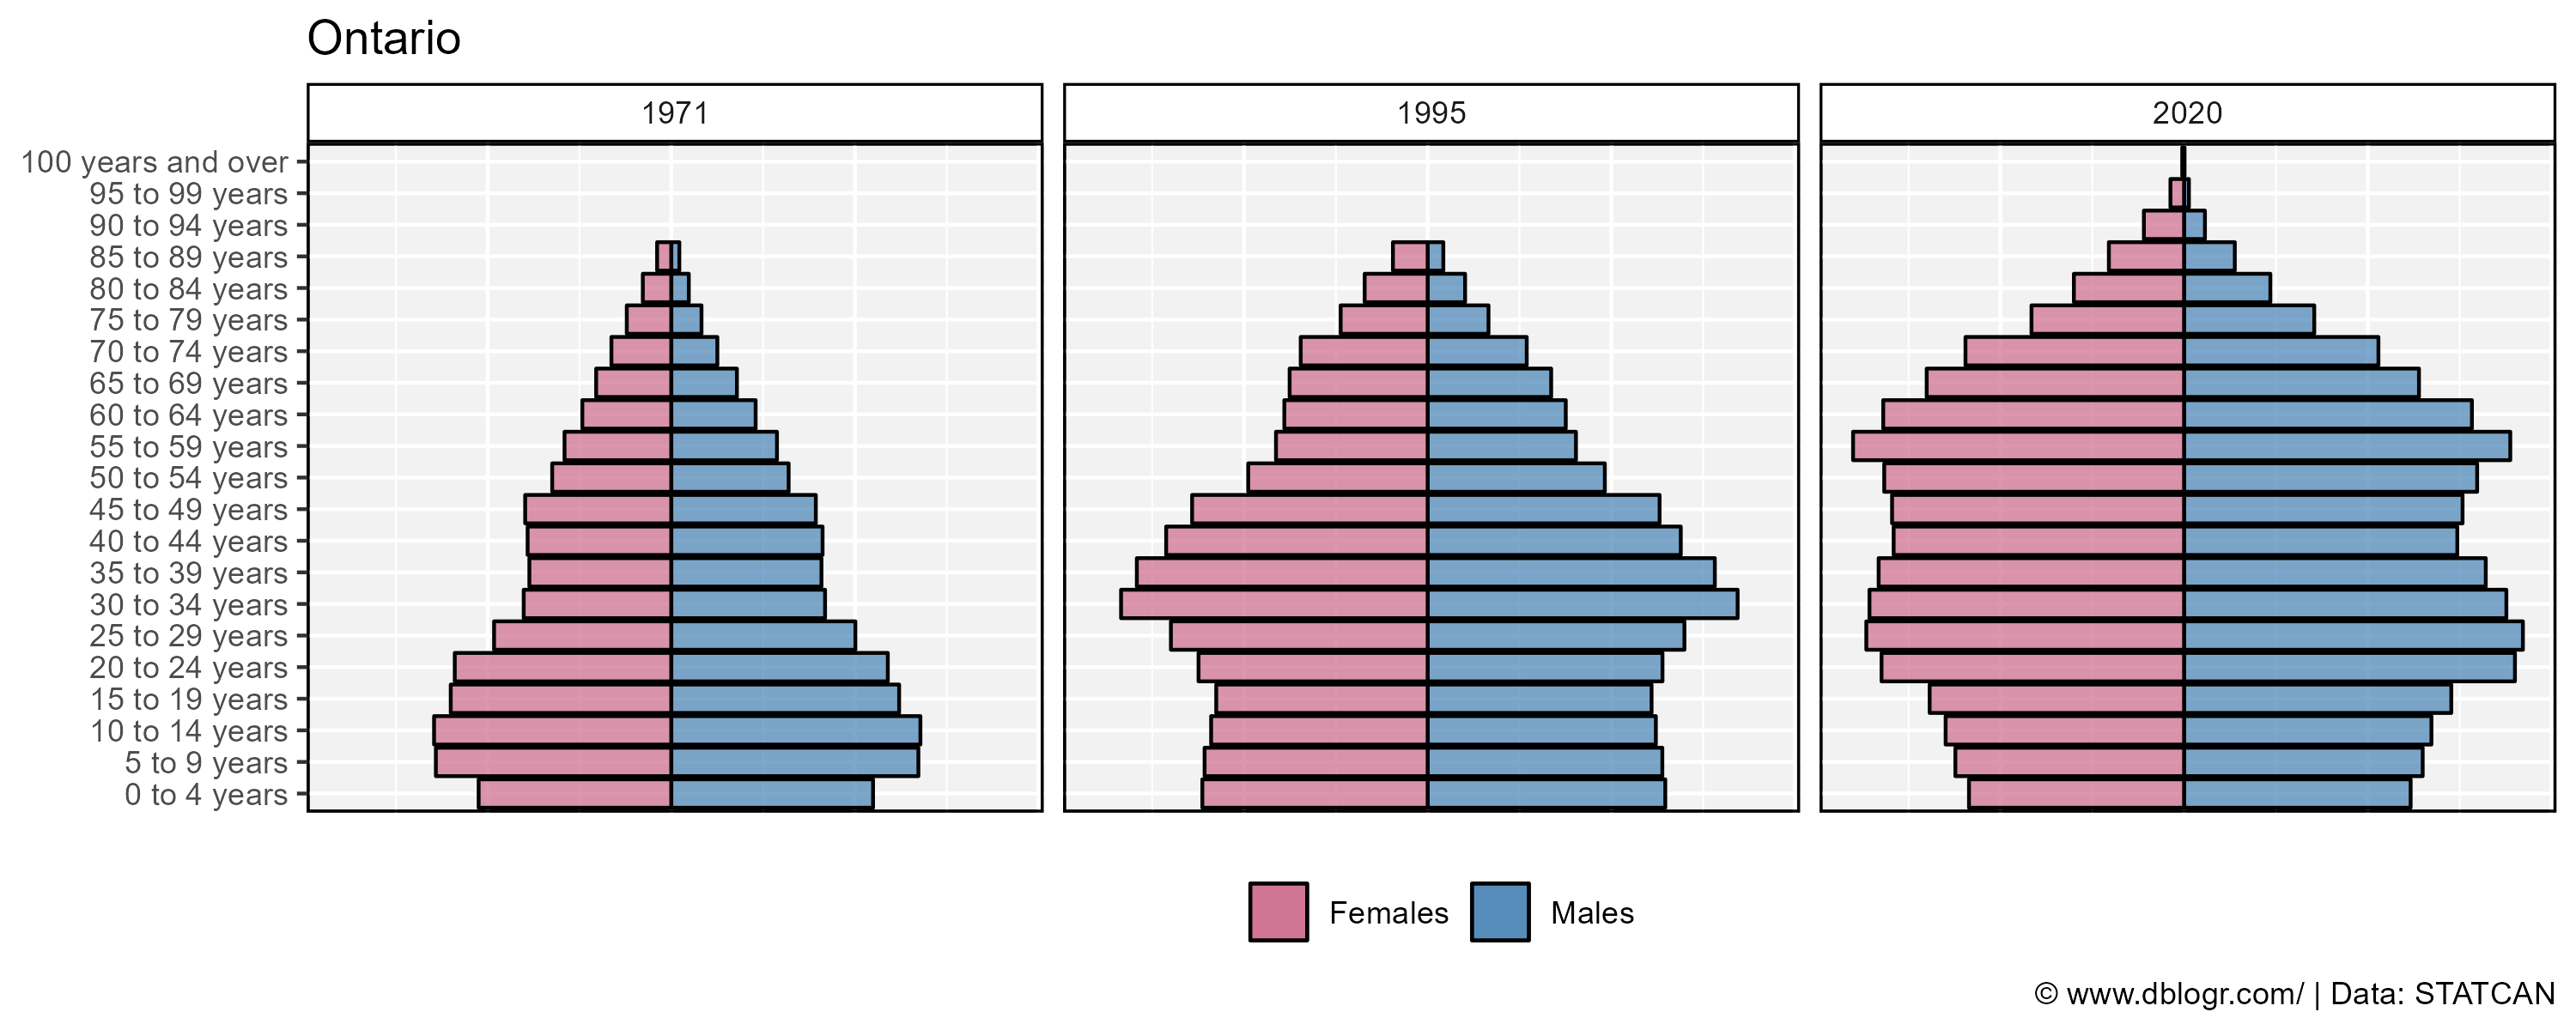 Ontario
1971 1995 2020
100 years and over
95 to 99 years
90 to 94 years
85 to 89 years
80 to 84 years
75 to 79 years
70 to 74 years
65 to 69 years
60 to 64 years
55 to 59 years
50 to 54 years
45 to 49 years
40 to 44 years
35 to 39 years
30 to 34 years
25 to 29 years
20 to 24 years
15 to 19 years
10 to 14 years
5 to 9 years
0 to 4 years
Females Males
© www.dblogr.com/ | Data: STATCAN